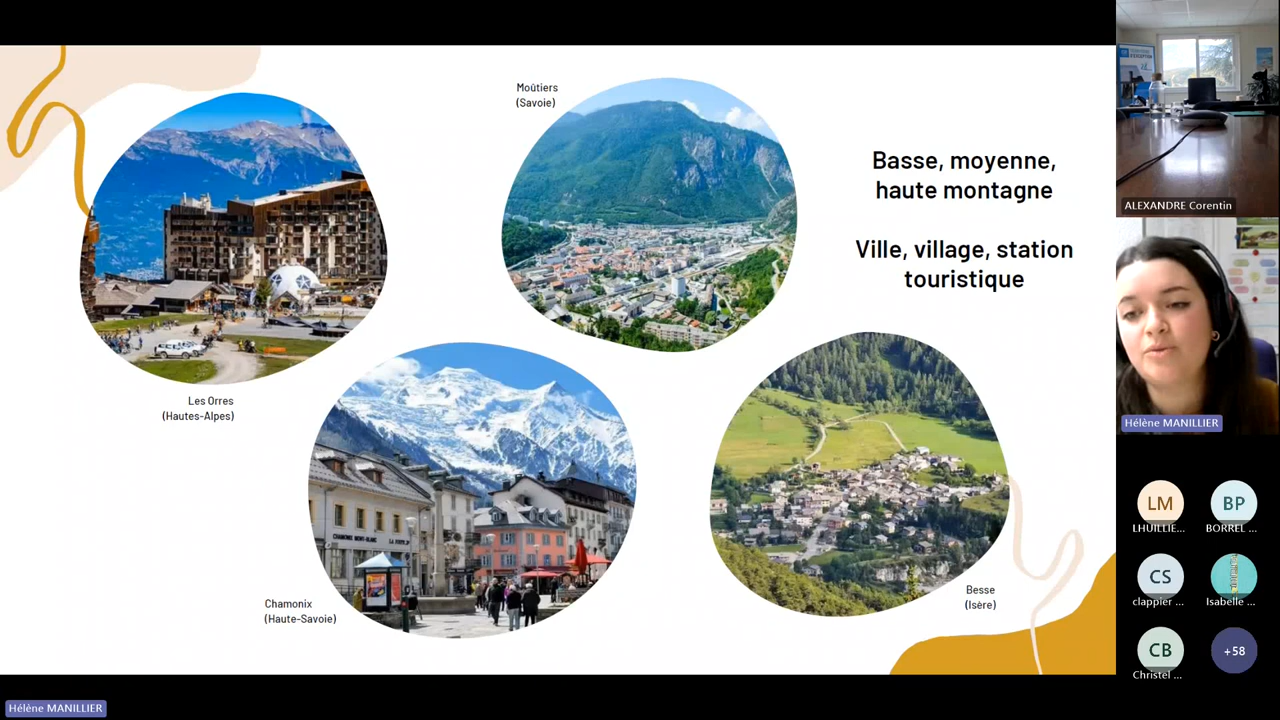 Moûtiers
(Savoie)
Basse, moyenne,
haute montagne
Ville, village, station
touristique
Les Orres
(Hautes-Alpes)
Chamonix
(Haute-Savoie)
Besse
(Isère)
ALEXANDRE Corentin
Hélène MANILLIER
LM
LHUILLIE...
BP
BORREL ...
CS
clappier ...
Isabelle ...
CB
Christel ...
+58
Hélène MANILLIER